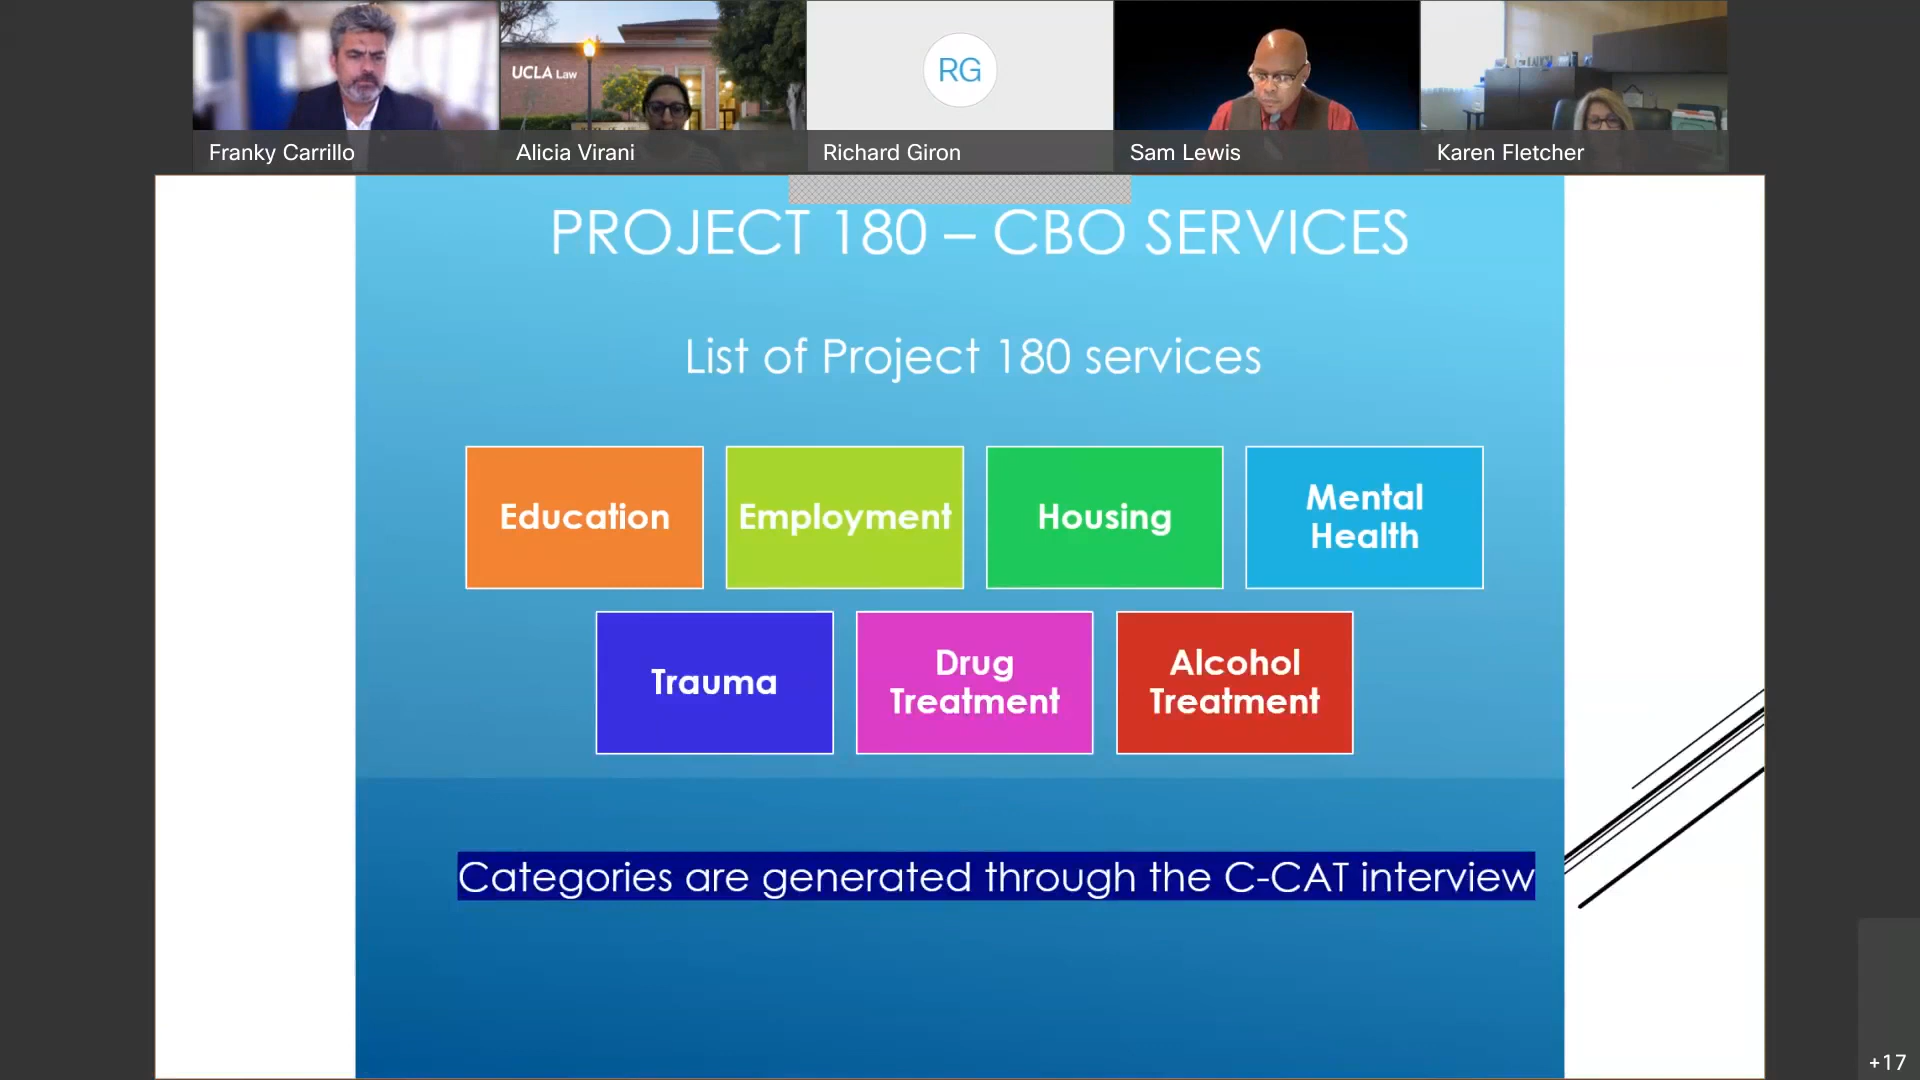 UCLA Law
RG
Franky Carrillo
Alicia Virani
Richard Giron
Sam Lewis
Karen Fletcher
PROJECT 180 – CBO SERVICES
List of Project 180 services
Education
Employment
Housing
Mental
Health
Trauma
Drug
Treatment
Alcohol
Treatment
Categories are generated through the C-CAT interview
+17